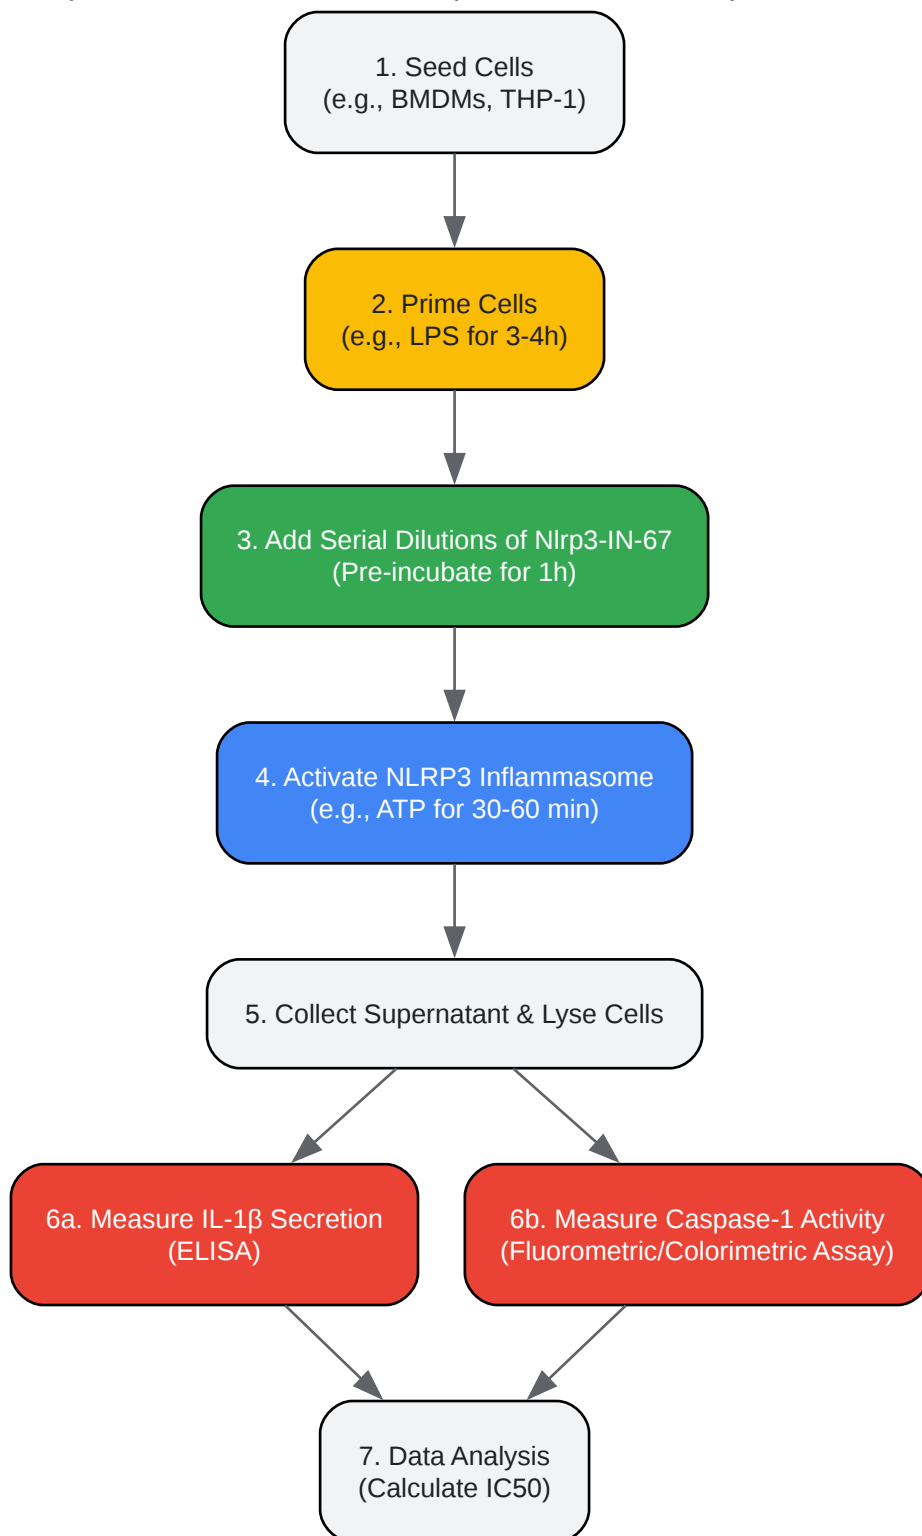 1. Seed Cells
(e.g., BMDMs, THP-1)
2. Prime Cells
(e.g., LPS for 3-4h)
3. Add Serial Dilutions of Nlrp3-IN-67
(Pre-incubate for 1h)
4. Activate NLRP3 Inflammasome
(e.g., ATP for 30-60 min)
5. Collect Supernatant & Lyse Cells
6a. Measure IL-1β Secretion
(ELISA)
6b. Measure Caspase-1 Activity
(Fluorometric/Colorimetric Assay)
7. Data Analysis
(Calculate IC50)